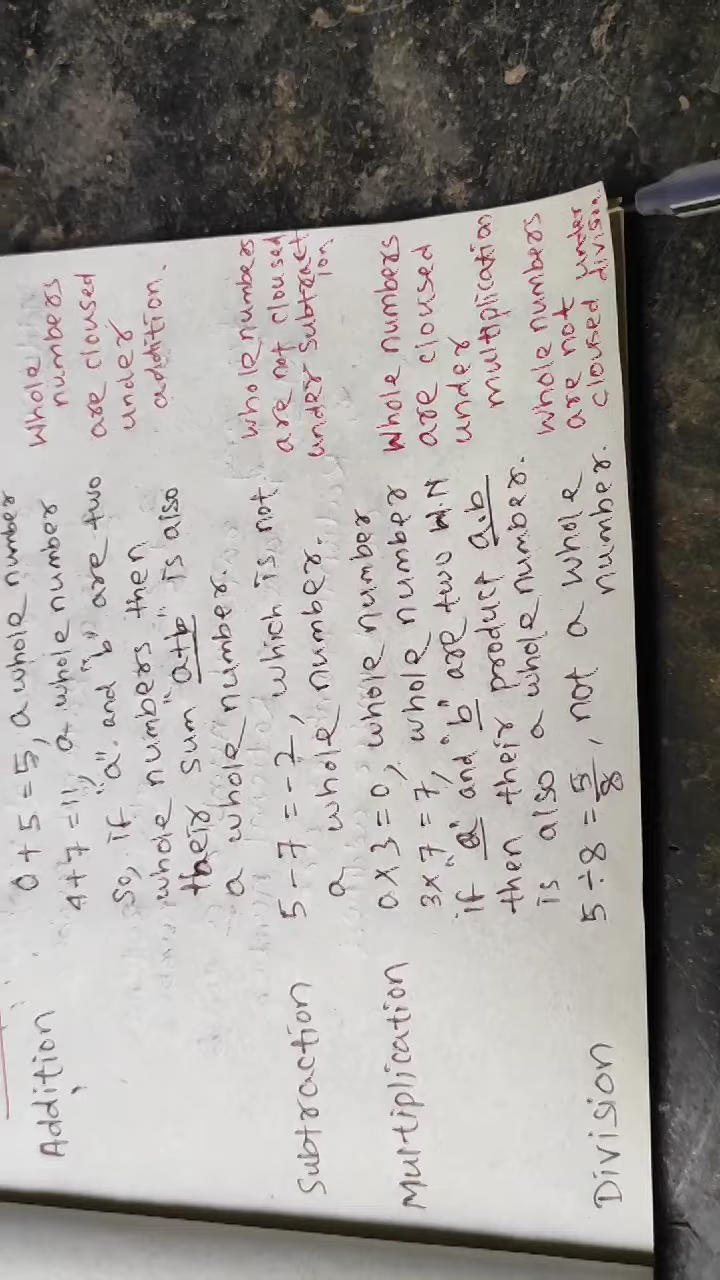 Addition
0 + 5 = 5, a whole number
4 + 7 = 11, a whole number
So, if "a" and "b" are two
whole numbers then
their sum "a+b" is also
a whole number.
Whole
numbers
are cloused
under
addition.
Subtraction
5 - 7 = -2, which is not
a whole number.
whole numbers
are not cloused
under subtract
ion
Multiplication
0 x 3 = 0, whole number
3 x 7 = 7, whole number
if "a" and "b" are two W.N
then their product a.b
is also a whole number.
Whole numbers
are cloused
under
multiplication
Division
5 ÷ 8 = 5/8, not a whole
number.
whole numbers
are not
cloused under
division.